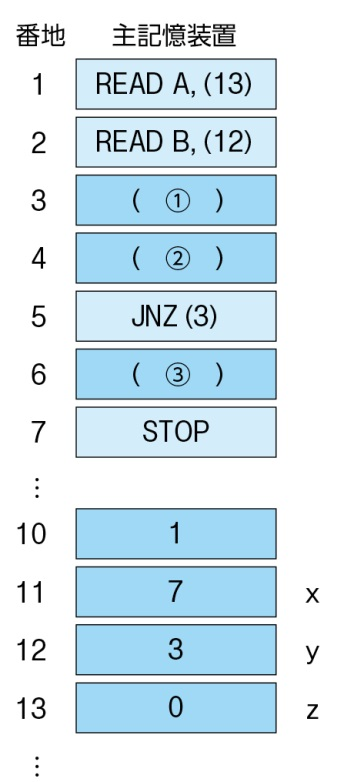 番地 主記憶装置
1 READ A, (13)
2 READ B, (12)
3 ( ① )
4 ( ② )
5 JNZ (3)
6 ( ③ )
7 STOP
⋮
10 1
11 7 x
12 3 y
13 0 z
⋮